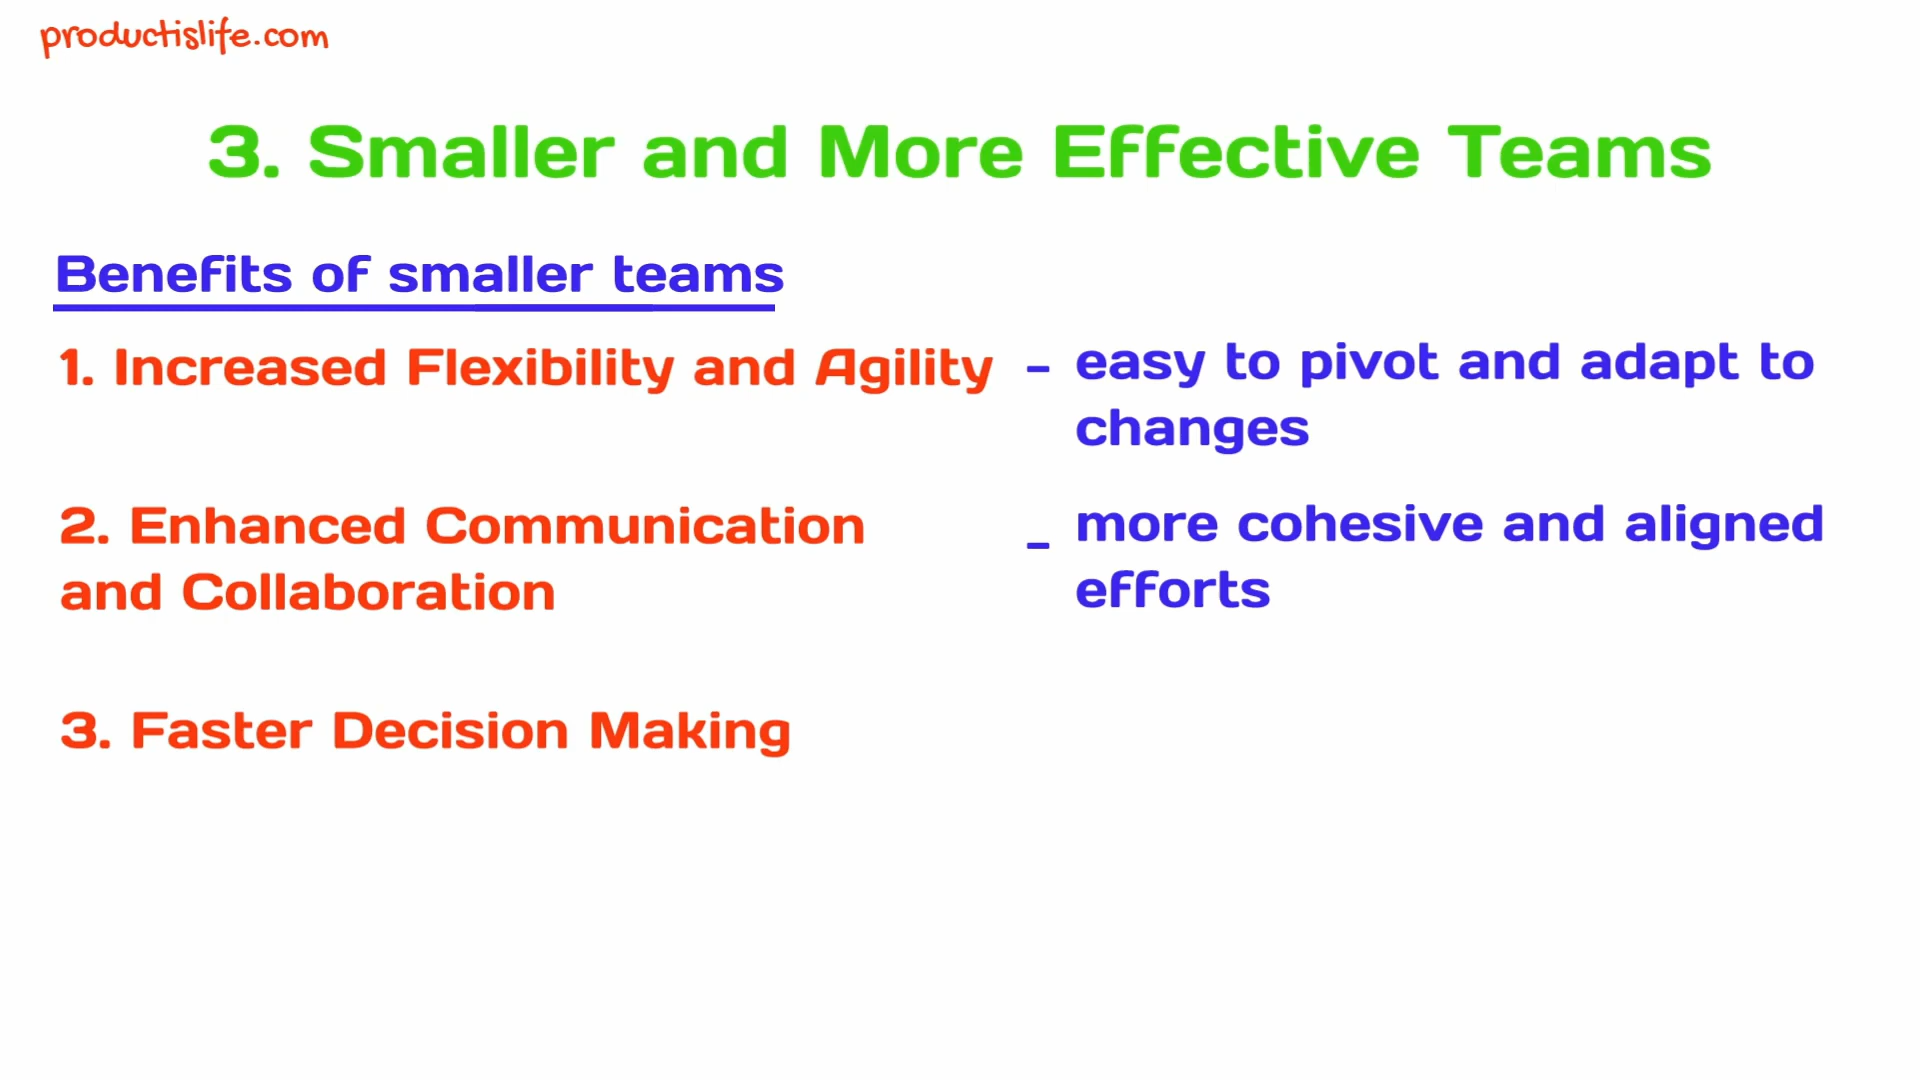 productislife.com
3. Smaller and More Effective Teams
Benefits of smaller teams
1. Increased Flexibility and Agility - easy to pivot and adapt to
changes
2. Enhanced Communication
and Collaboration
- more cohesive and aligned
efforts
3. Faster Decision Making